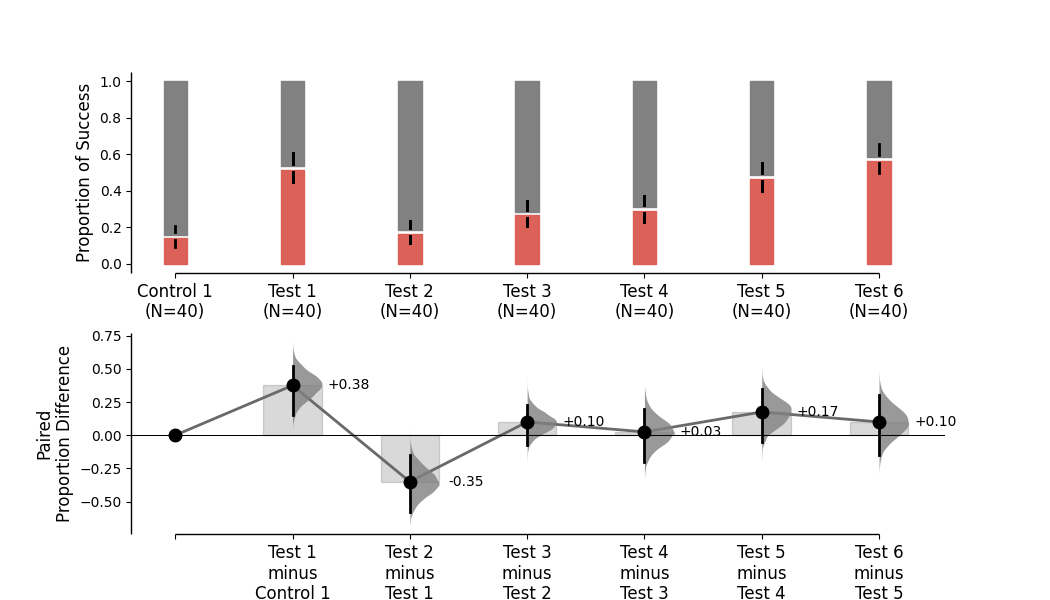 Proportion of Success
1.0
0.8
0.6
0.4
0.2
0.0
Control 1 Test 1 Test 2 Test 3 Test 4 Test 5 Test 6
(N=40) (N=40) (N=40) (N=40) (N=40) (N=40) (N=40)
Paired
Proportion Difference
0.75
0.50
0.25
0.00
−0.25
−0.50
+0.38
-0.35
+0.10
+0.03
+0.17
+0.10
Test 1 Test 2 Test 3 Test 4 Test 5 Test 6
minus minus minus minus minus minus
Control 1 Test 1 Test 2 Test 3 Test 4 Test 5